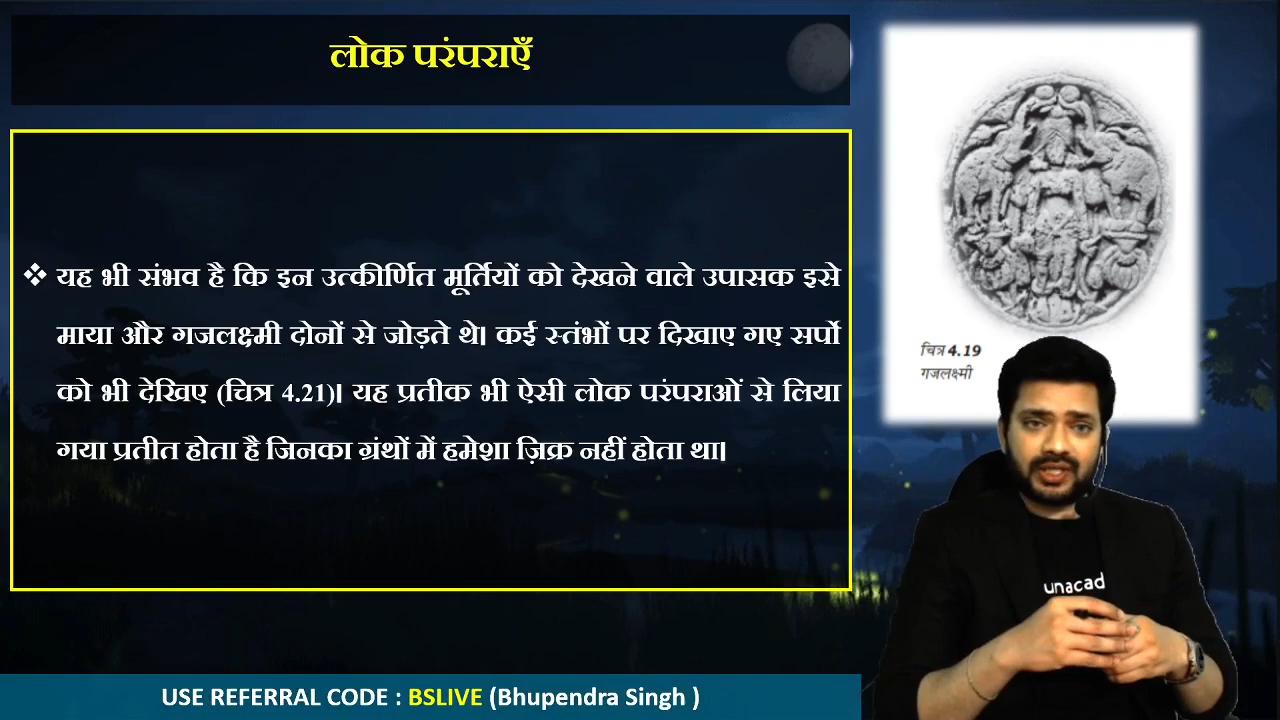 लोक परंपराएँ
❖ यह भी संभव है कि इन उत्कीर्णित मूर्तियों को देखने वाले उपासक इसे
माया और गजलक्ष्मी दोनों से जोड़ते थे। कई स्तंभों पर दिखाए गए सर्पो
को भी देखिए (चित्र 4.21)। यह प्रतीक भी ऐसी लोक परंपराओं से लिया
गया प्रतीत होता है जिनका ग्रंथों में हमेशा ज़िक्र नहीं होता था।
चित्र 4.19
गजलक्ष्मी
unacad
USE REFERRAL CODE : BSLIVE (Bhupendra Singh )